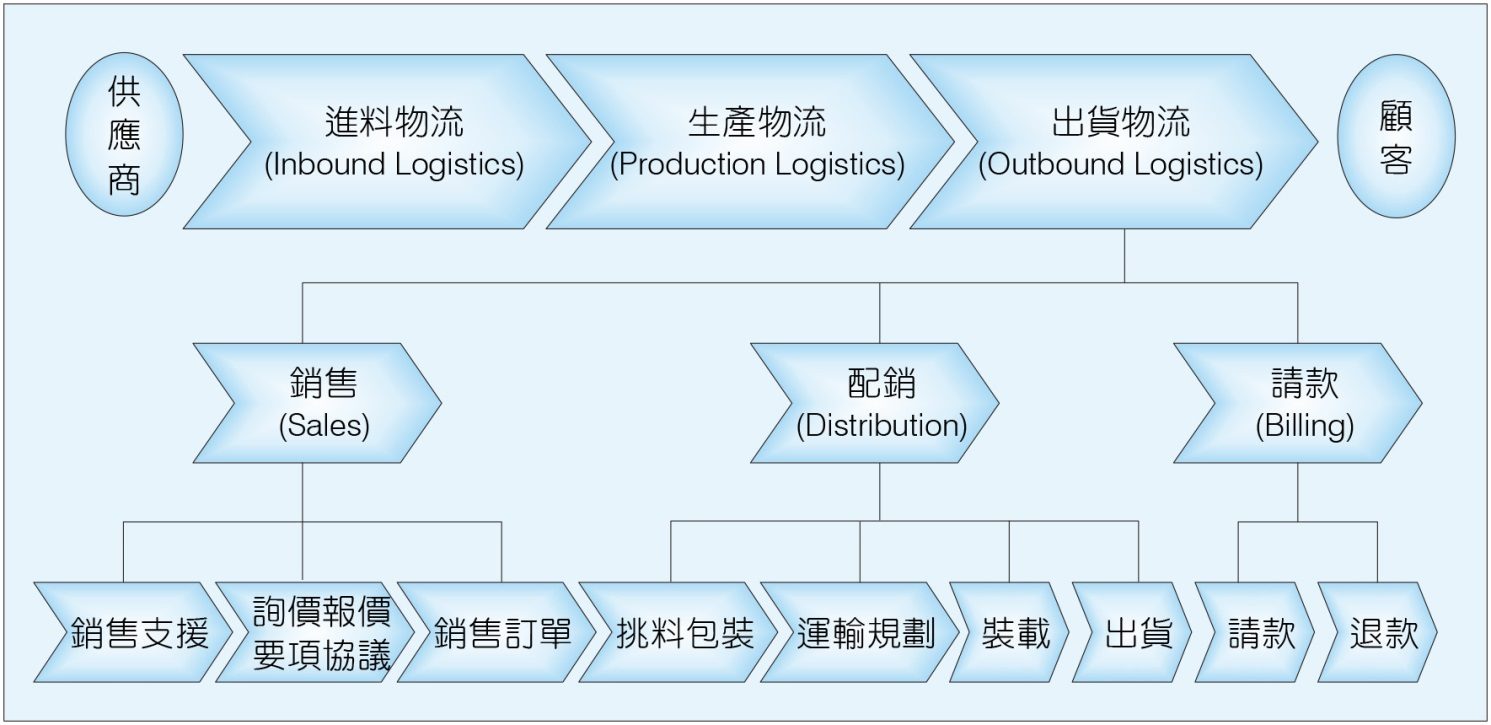 供應商
進料物流
(Inbound Logistics)
生產物流
(Production Logistics)
出貨物流
(Outbound Logistics)
顧客
銷售
(Sales)
配銷
(Distribution)
請款
(Billing)
銷售支援
詢價報價
要項協議
銷售訂單
挑料包裝
運輸規劃
裝載
出貨
請款
退款